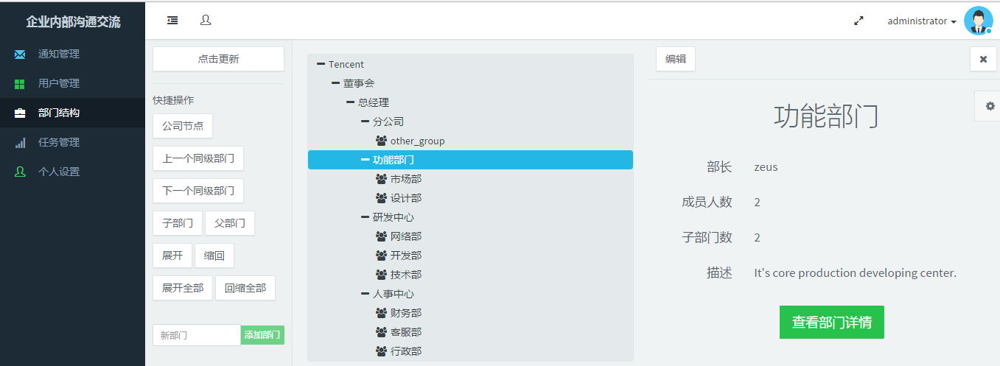 企业内部沟通交流
通知管理
用户管理
部门结构
任务管理
个人设置
administrator
点击更新
快捷操作
公司节点
上一个同级部门
下一个同级部门
子部门 父部门
展开 缩回
展开全部 回缩全部
新部门 添加部门
Tencent
董事会
总经理
分公司
other_group
功能部门
市场部
设计部
研发中心
网络部
开发部
技术部
人事中心
财务部
客服部
行政部
编辑
功能部门
部长 zeus
成员人数 2
子部门数 2
描述 It's core production developing center.
查看部门详情